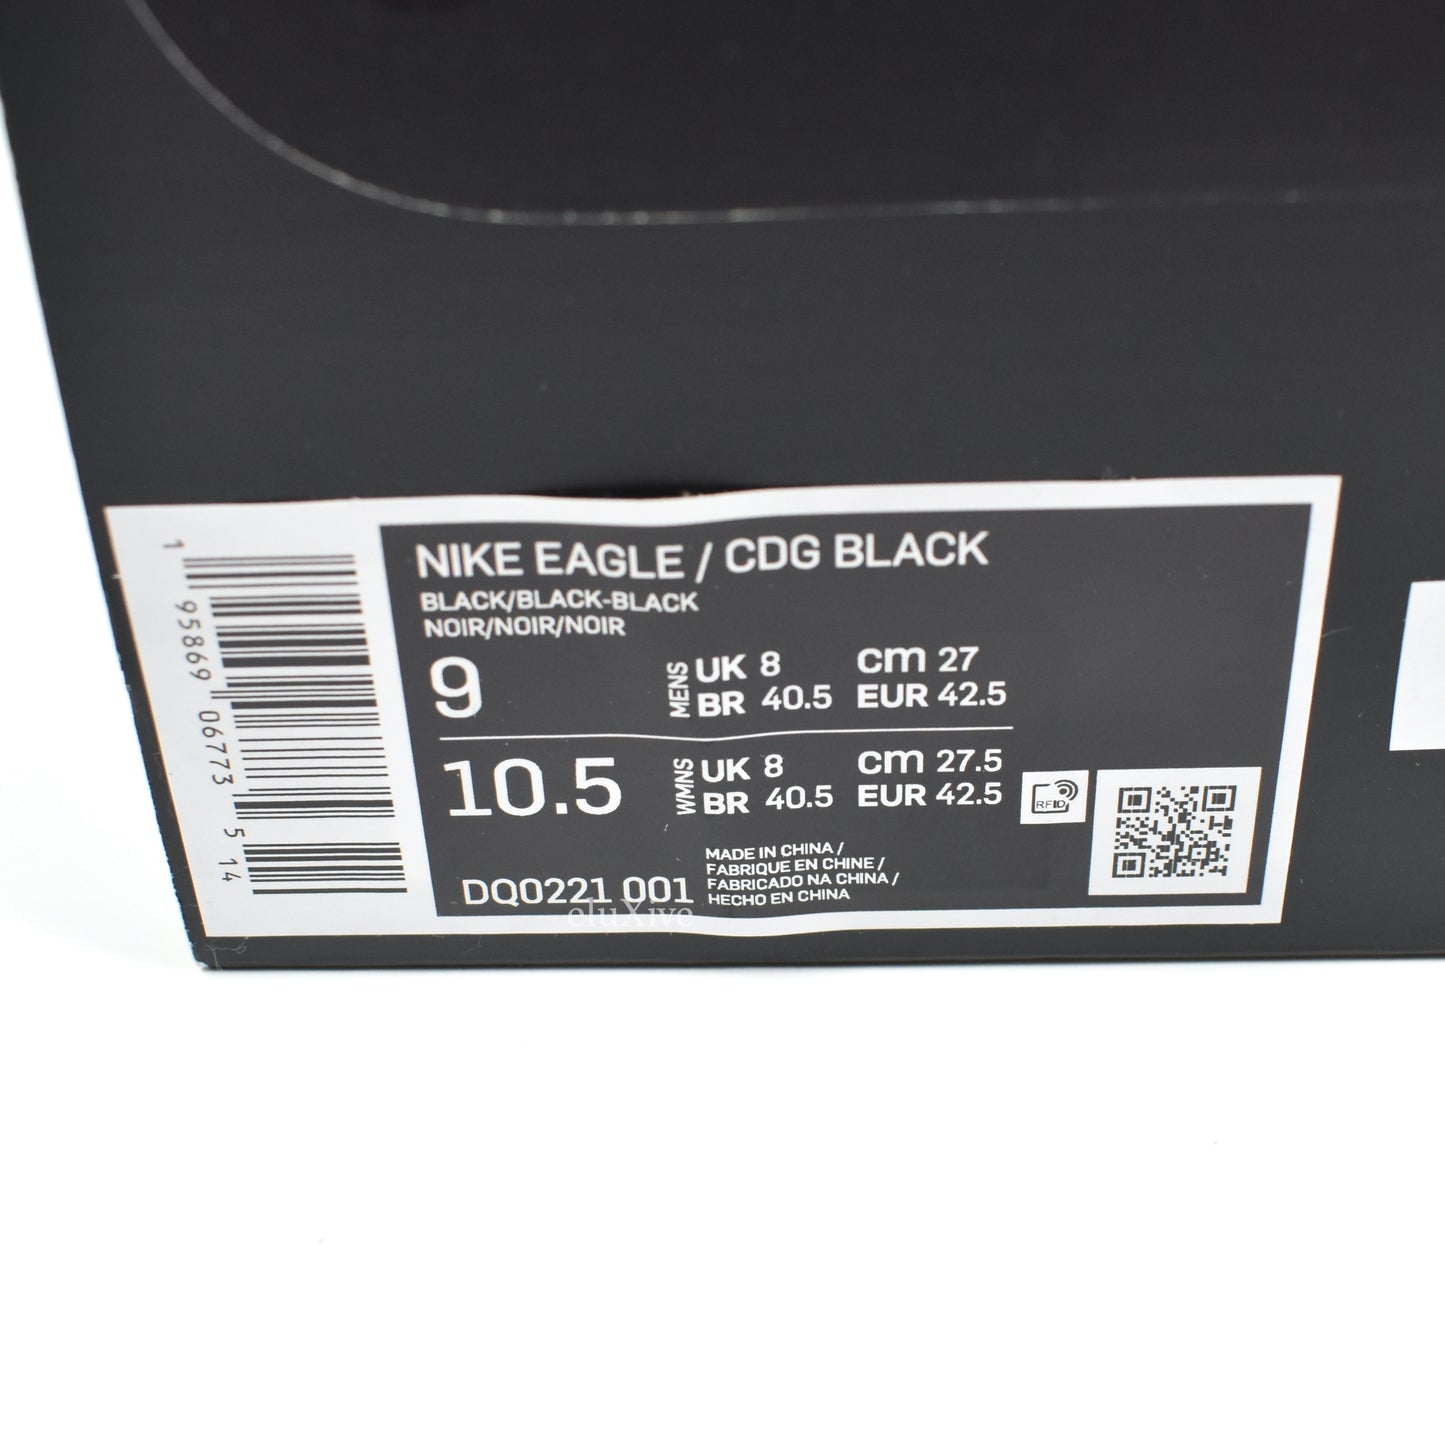 NIKE EAGLE / CDG BLACK
BLACK/BLACK-BLACK
NOIR/NOIR/NOIR
9 MENS UK 8 cm 27
BR 40.5 EUR 42.5
10.5 WMNS UK 8 cm 27.5
BR 40.5 EUR 42.5
RFID
MADE IN CHINA /
FABRIQUE EN CHINE /
FABRICADO NA CHINA /
HECHO EN CHINA
DQ0221 001
eluXive
1 95869 06773 5 14